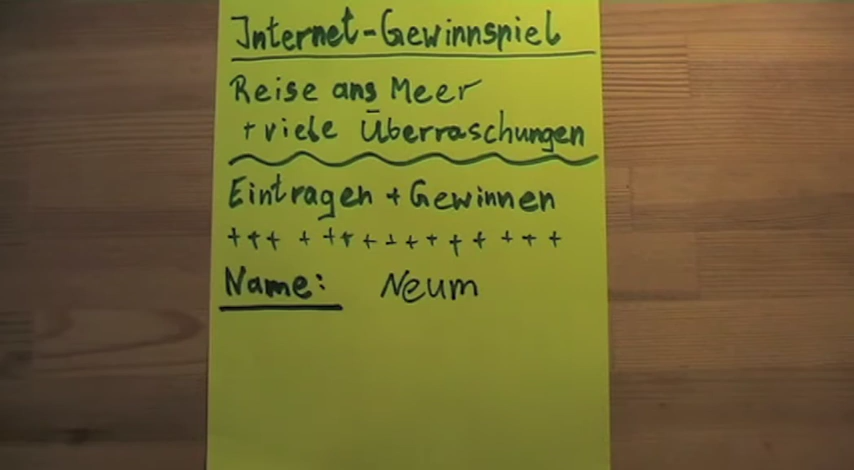 Internet-Gewinnspiel
Reise ans Meer
+ viele Überraschungen
Eintragen + Gewinnen
+++ + ++ + + + + + + + + +
Name: Neum